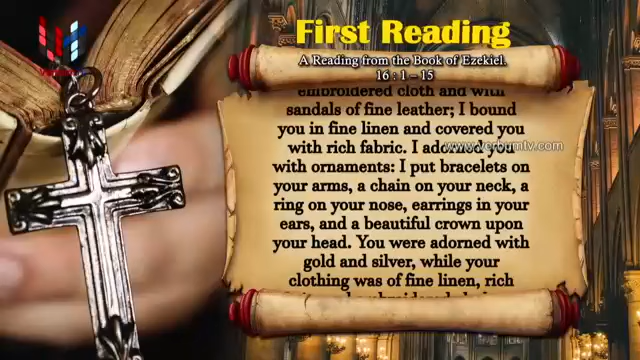 First Reading
A Reading from the Book of Ezekiel.
16 : 1 – 15
embroidered cloth and with
sandals of fine leather; I bound
you in fine linen and covered you
with rich fabric. I adorned you
www.verbumtv.com
with ornaments: I put bracelets on
your arms, a chain on your neck, a
ring on your nose, earrings in your
ears, and a beautiful crown upon
your head. You were adorned with
gold and silver, while your
clothing was of fine linen, rich